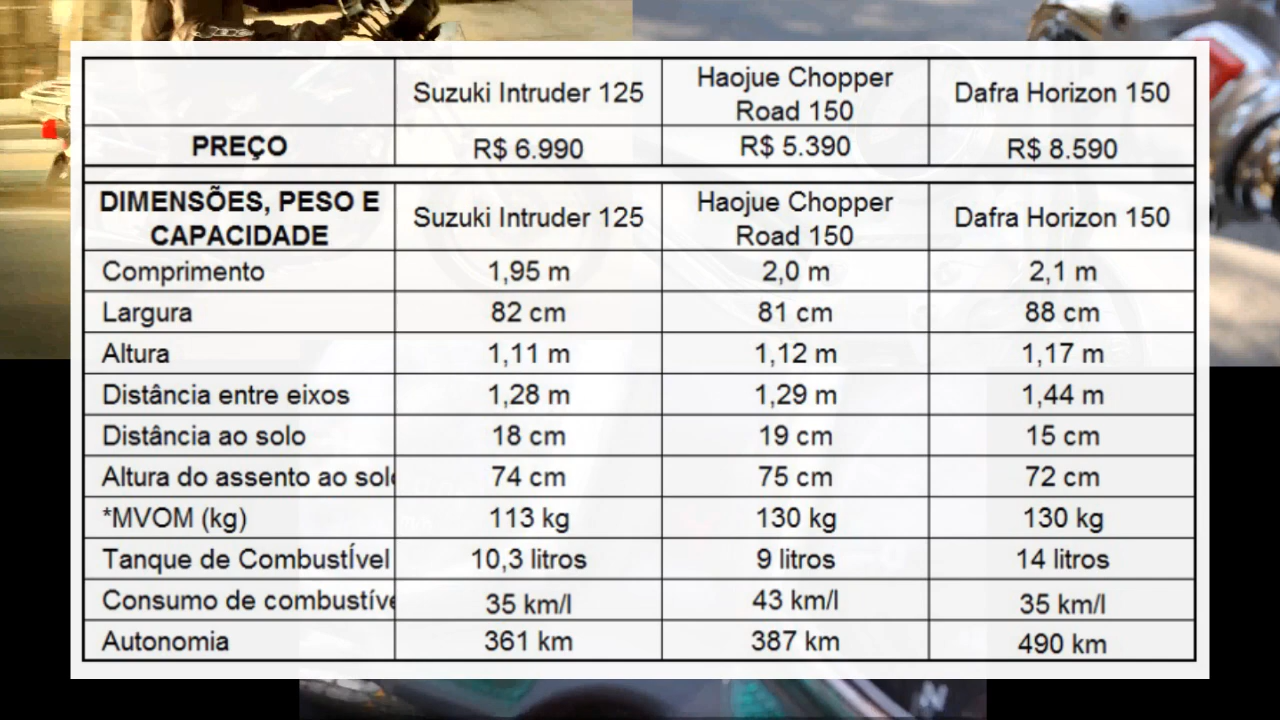 Suzuki Intruder 125 Haojue Chopper Road 150 Dafra Horizon 150
PREÇO R$ 6.990 R$ 5.390 R$ 8.590
DIMENSÕES, PESO E CAPACIDADE Suzuki Intruder 125 Haojue Chopper Road 150 Dafra Horizon 150
Comprimento 1,95 m 2,0 m 2,1 m
Largura 82 cm 81 cm 88 cm
Altura 1,11 m 1,12 m 1,17 m
Distância entre eixos 1,28 m 1,29 m 1,44 m
Distância ao solo 18 cm 19 cm 15 cm
Altura do assento ao solo 74 cm 75 cm 72 cm
*MVOM (kg) 113 kg 130 kg 130 kg
Tanque de CombustÍvel 10,3 litros 9 litros 14 litros
Consumo de combustíve 35 km/l 43 km/l 35 km/l
Autonomia 361 km 387 km 490 km
N